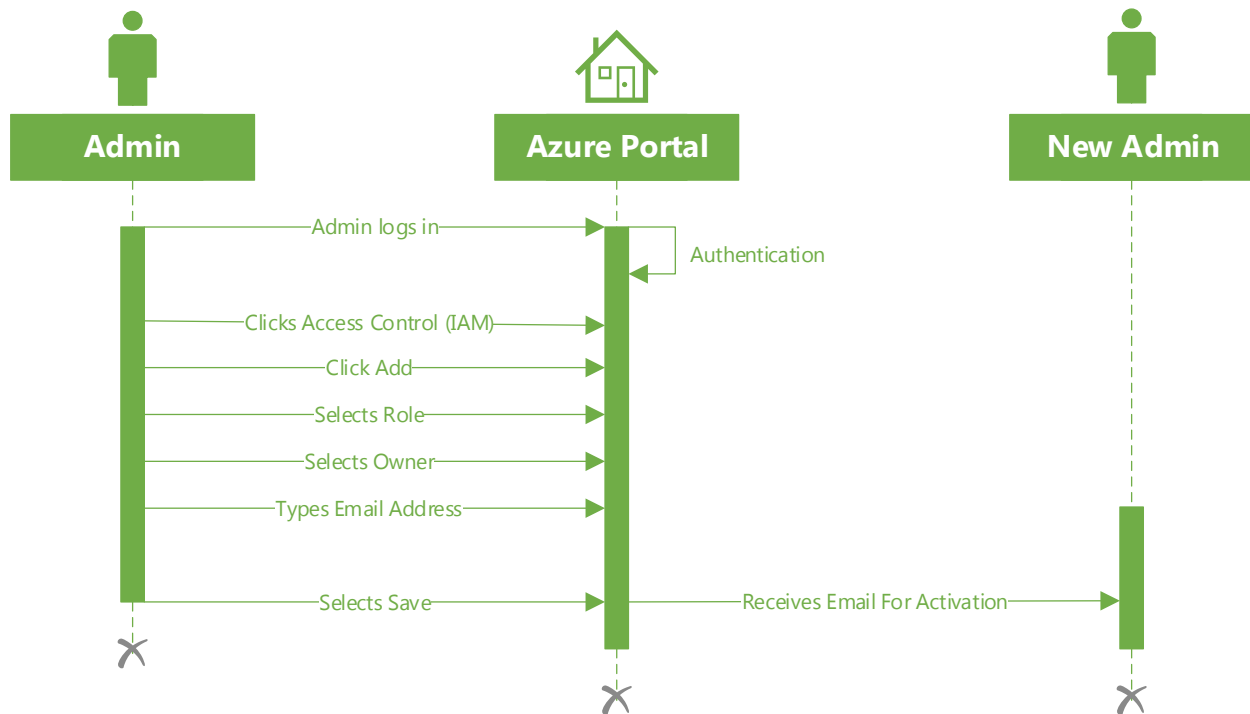 Admin
Azure Portal
New Admin
Admin logs in
Authentication
Clicks Access Control (IAM)
Click Add
Selects Role
Selects Owner
Types Email Address
Selects Save
Receives Email For Activation